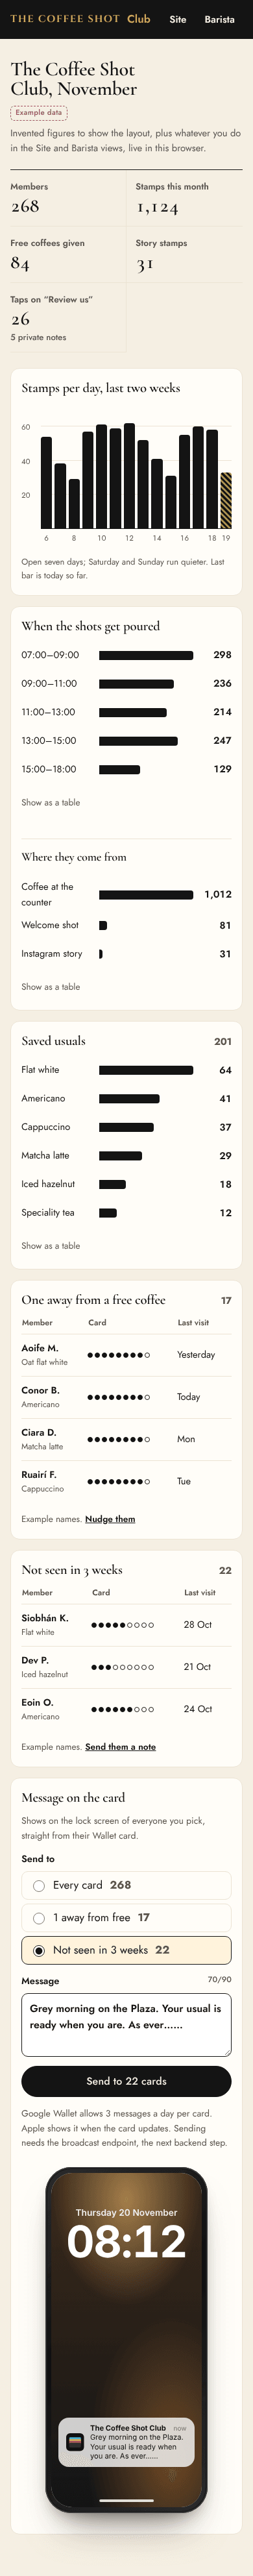 THE COFFEE SHOT Club Site Barista
The Coffee Shot
Club, November
Example data
Invented figures to show the layout, plus whatever you do
in the Site and Barista views, live in this browser.
Members
268
Stamps this month
1,124
Free coffees given
84
Story stamps
31
Taps on “Review us”
26
5 private notes
Stamps per day, last two weeks
60
40
20
6 8 10 12 14 16 18 19
Open seven days; Saturday and Sunday run quieter. Last
bar is today so far.
When the shots get poured
07:00–09:00 298
09:00–11:00 236
11:00–13:00 214
13:00–15:00 247
15:00–18:00 129
Show as a table
Where they come from
Coffee at the
counter 1,012
Welcome shot 81
Instagram story 31
Show as a table
Saved usuals 201
Flat white 64
Americano 41
Cappuccino 37
Matcha latte 29
Iced hazelnut 18
Speciality tea 12
Show as a table
One away from a free coffee 17
Member Card Last visit
Aoife M.
Oat flat white
Yesterday
Conor B.
Americano
Today
Ciara D.
Matcha latte
Mon
Ruairí F.
Cappuccino
Tue
Example names. Nudge them
Not seen in 3 weeks 22
Member Card Last visit
Siobhán K.
Flat white
28 Oct
Dev P.
Iced hazelnut
21 Oct
Eoin O.
Americano
24 Oct
Example names. Send them a note
Message on the card
Shows on the lock screen of everyone you pick,
straight from their Wallet card.
Send to
Every card 268
1 away from free 17
Not seen in 3 weeks 22
Message 70/90
Grey morning on the Plaza. Your usual is
ready when you are. As ever……
Send to 22 cards
Google Wallet allows 3 messages a day per card.
Apple shows it when the card updates. Sending
needs the broadcast endpoint, the next backend step.
Thursday 20 November
08:12
The Coffee Shot Club now
Grey morning on the Plaza.
Your usual is ready when
you are. As ever……